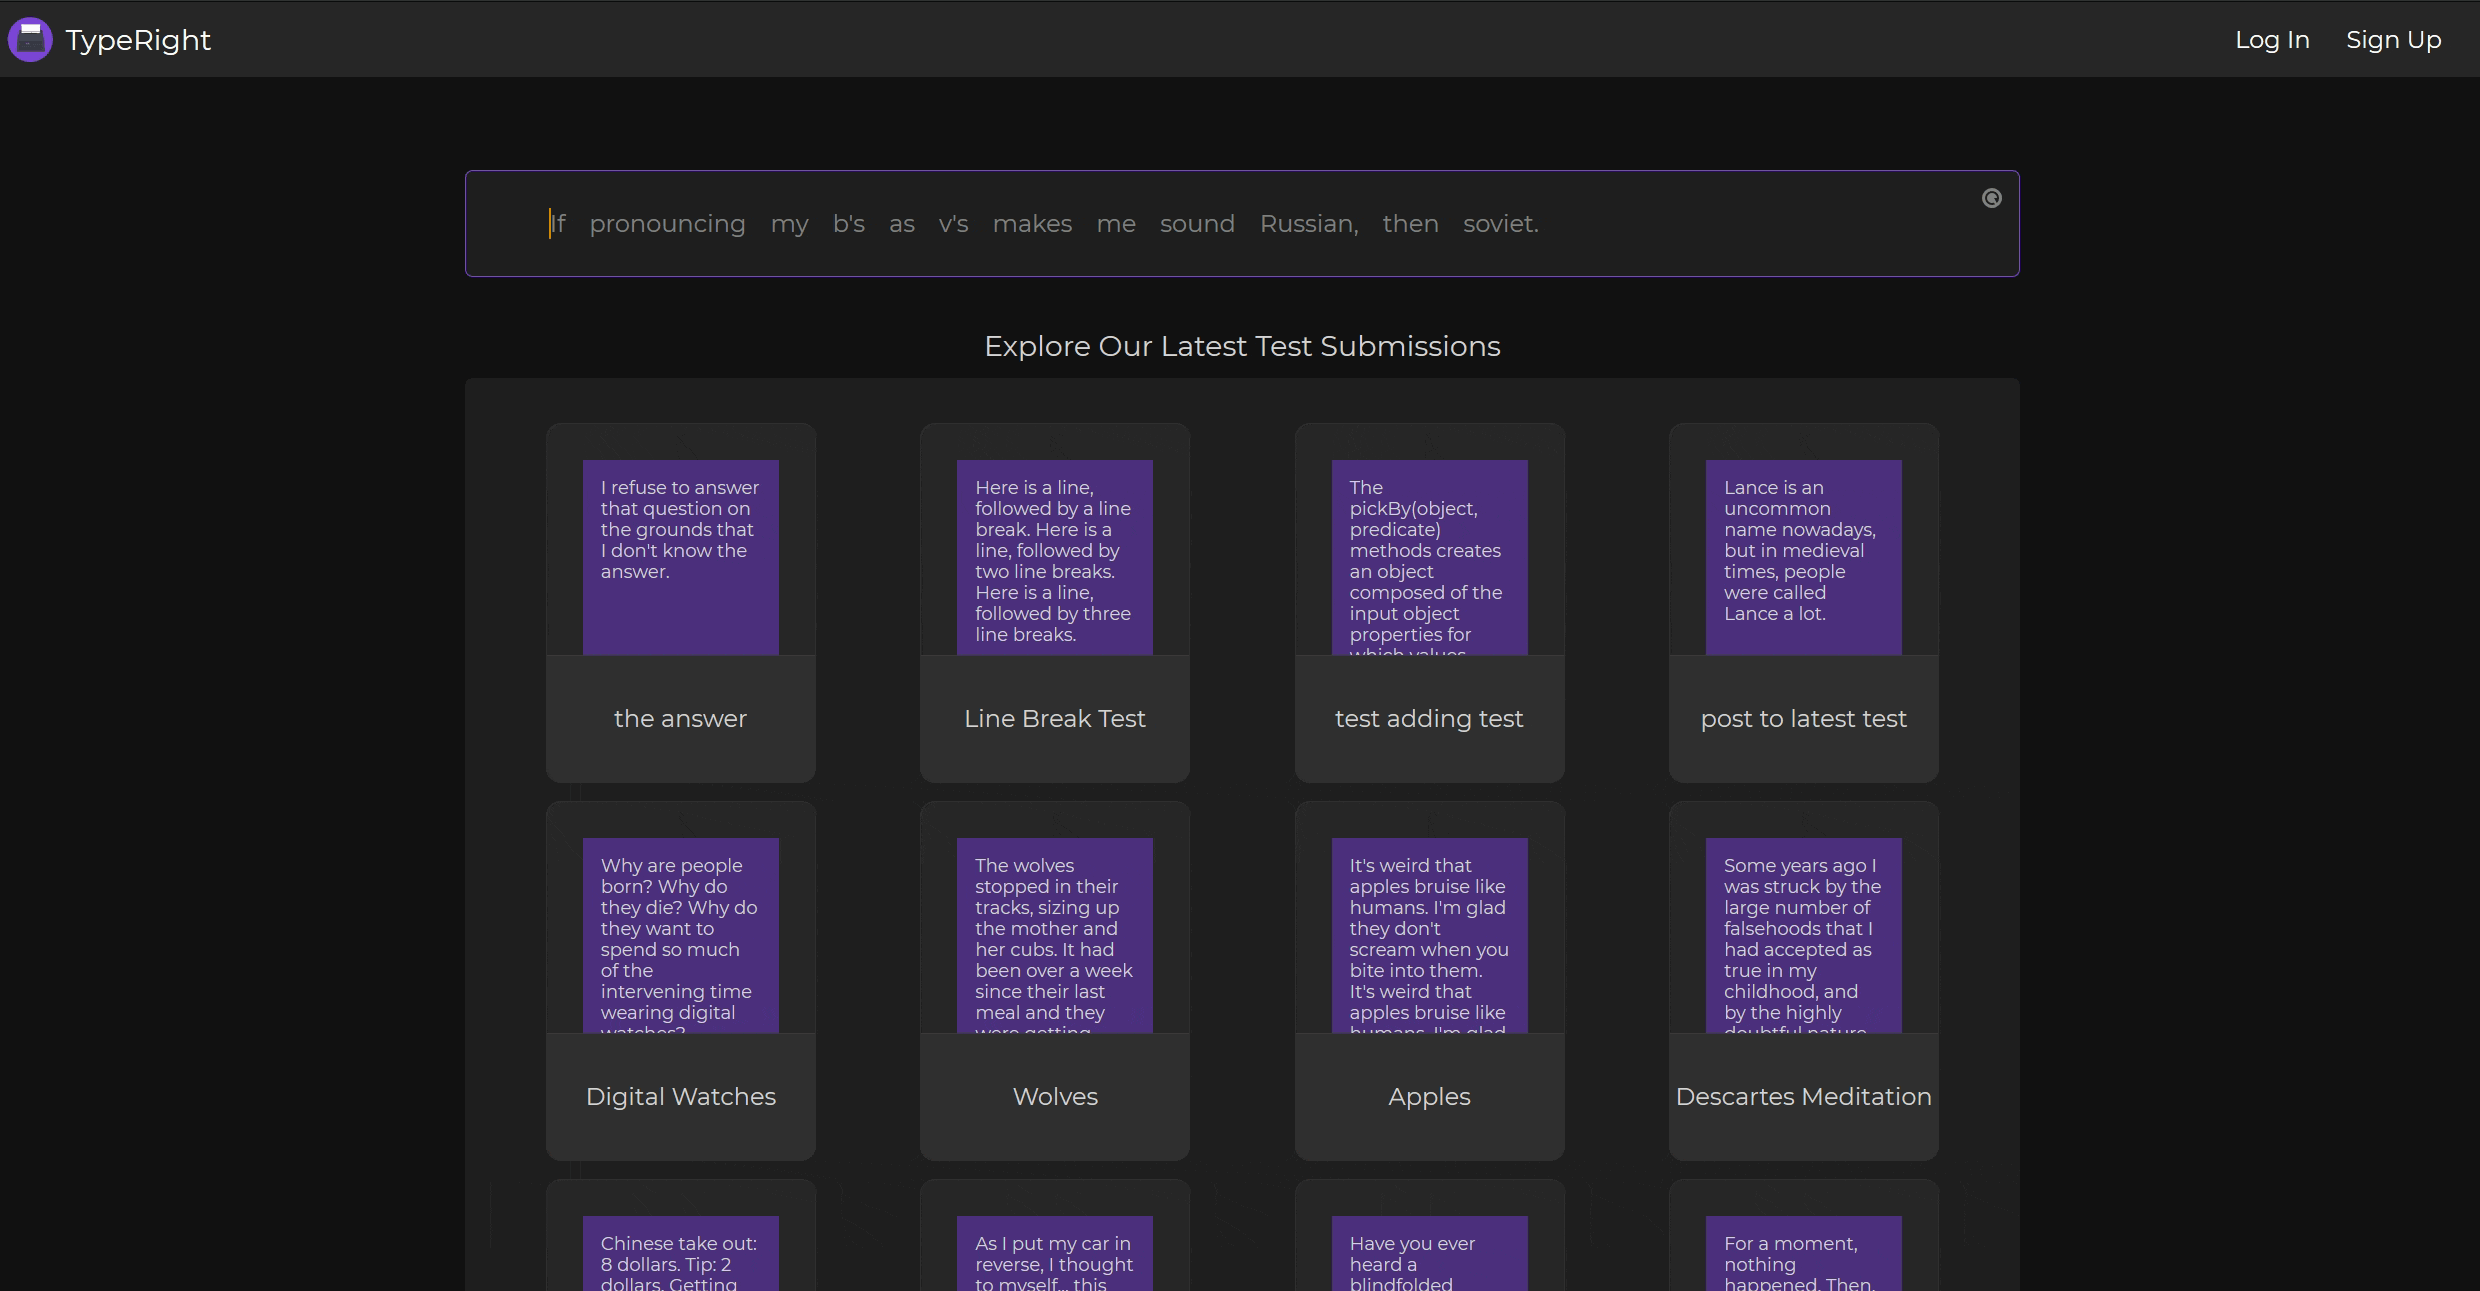 TypeRight
Log In Sign Up
If pronouncing my b's as v's makes me sound Russian, then soviet.
Explore Our Latest Test Submissions
I refuse to answer
that question on
the grounds that
I don't know the
answer.
the answer
Here is a line,
followed by a line
break. Here is a
line, followed by
two line breaks.
Here is a line,
followed by three
line breaks.
Line Break Test
The
pickBy(object,
predicate)
methods creates
an object
composed of the
input object
properties for
which values
test adding test
Lance is an
uncommon
name nowadays,
but in medieval
times, people
were called
Lance a lot.
post to latest test
Why are people
born? Why do
they die? Why do
they want to
spend so much
of the
intervening time
wearing digital
watches?
Digital Watches
The wolves
stopped in their
tracks, sizing up
the mother and
her cubs. It had
been over a week
since their last
meal and they
were getting
Wolves
It's weird that
apples bruise like
humans. I'm glad
they don't
scream when you
bite into them.
It's weird that
apples bruise like
humans. I'm glad
Apples
Some years ago I
was struck by the
large number of
falsehoods that I
had accepted as
true in my
childhood, and
by the highly
doubtful nature
Descartes Meditation
Chinese take out:
8 dollars. Tip: 2
dollars. Getting
As I put my car in
reverse, I thought
to myself... this
Have you ever
heard a
blindfolded
For a moment,
nothing
happened. Then,